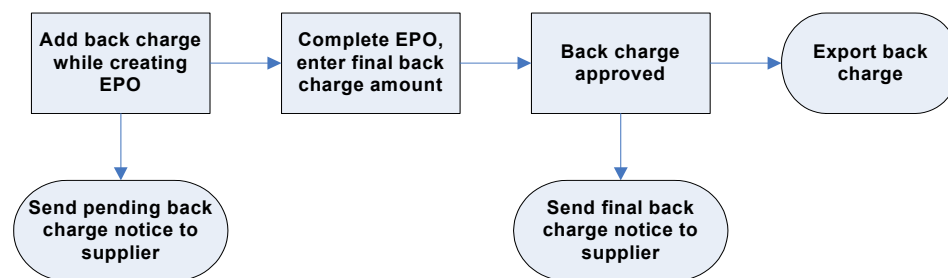 Add back charge
while creating
EPO
Complete EPO,
enter final back
charge amount
Back charge
approved
Export back
charge
Send pending back
charge notice to
supplier
Send final back
charge notice to
supplier